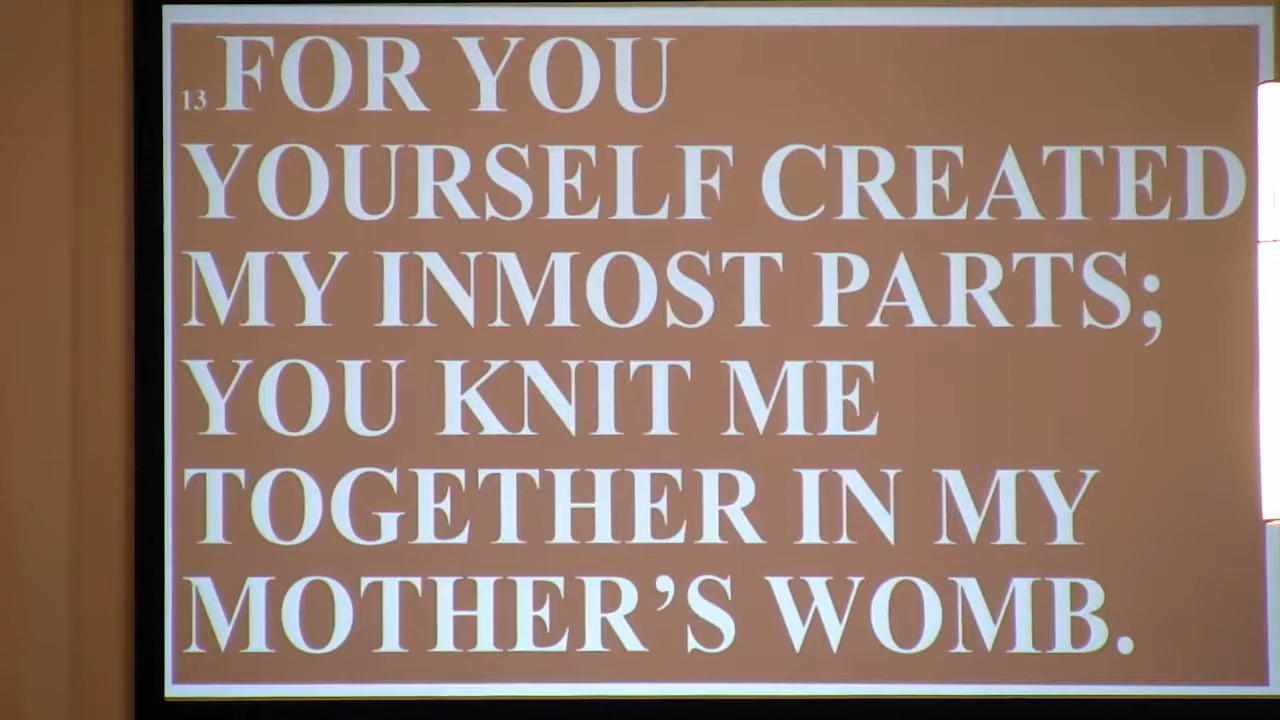 13 FOR YOU
YOURSELF CREATED
MY INMOST PARTS;
YOU KNIT ME
TOGETHER IN MY
MOTHER’S WOMB.